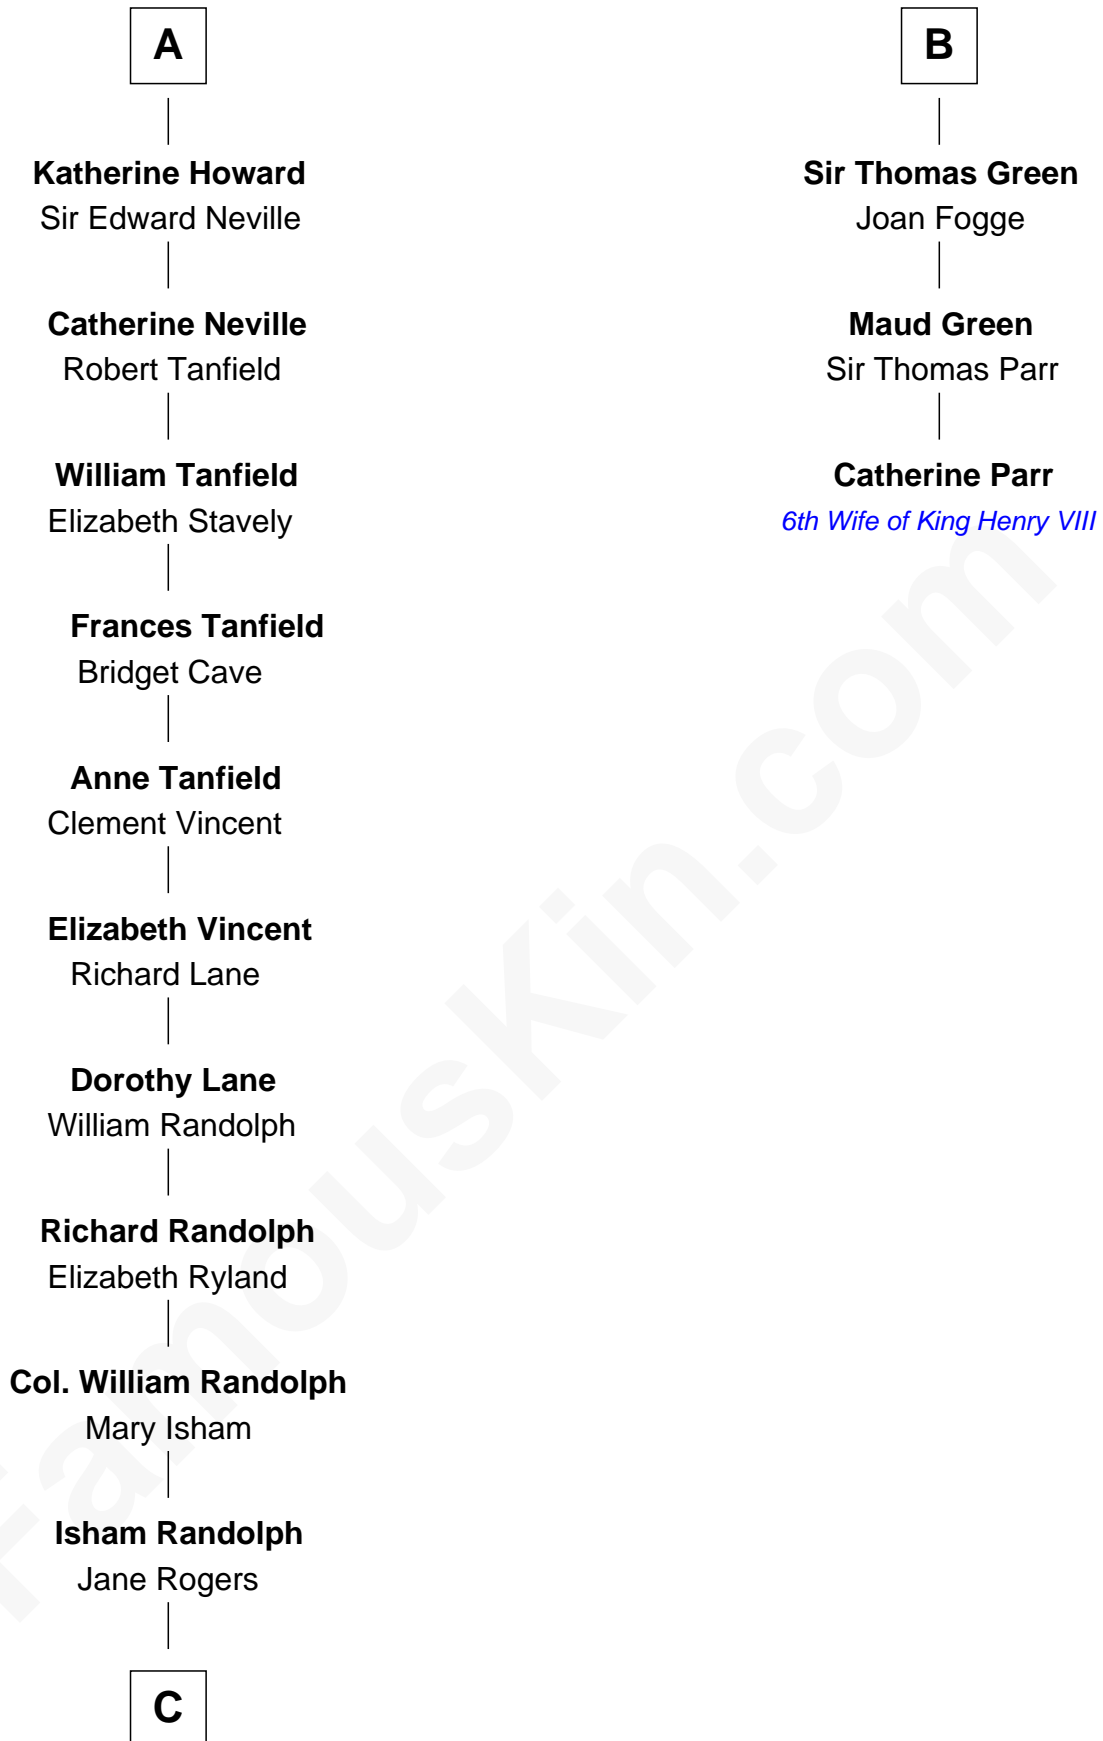 A
Katherine Howard
Sir Edward Neville
Catherine Neville
Robert Tanfield
William Tanfield
Elizabeth Stavely
Frances Tanfield
Bridget Cave
Anne Tanfield
Clement Vincent
Elizabeth Vincent
Richard Lane
Dorothy Lane
William Randolph
Richard Randolph
Elizabeth Ryland
Col. William Randolph
Mary Isham
Isham Randolph
Jane Rogers
C
B
Sir Thomas Green
Joan Fogge
Maud Green
Sir Thomas Parr
Catherine Parr
6th Wife of King Henry VIII
FamousKin.com